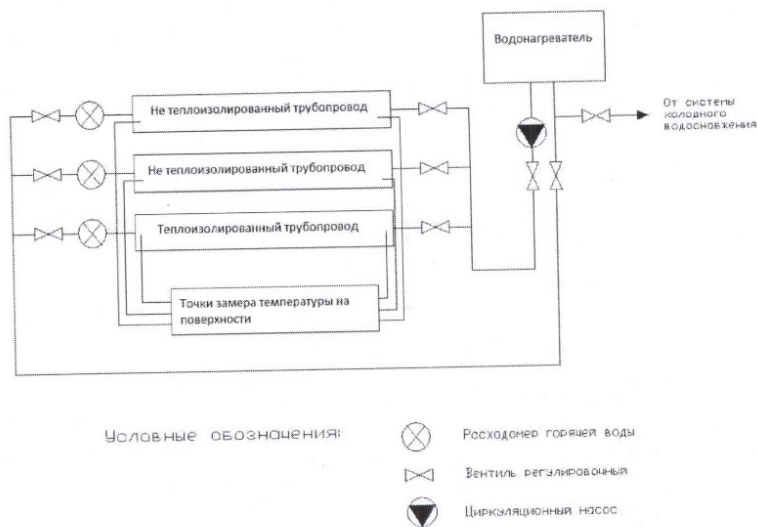 Водонагреватель
Не теплоизолированный трубопровод
От системы
холодного
водоснавжения
Не теплоизолированный трубопровод
Теплоизолированный трубопровод
Точки замера температуры на
поверхности
Условные обозначения:
Расходомер горячей воды
Вентиль регулировочный
Циркуляционный насос